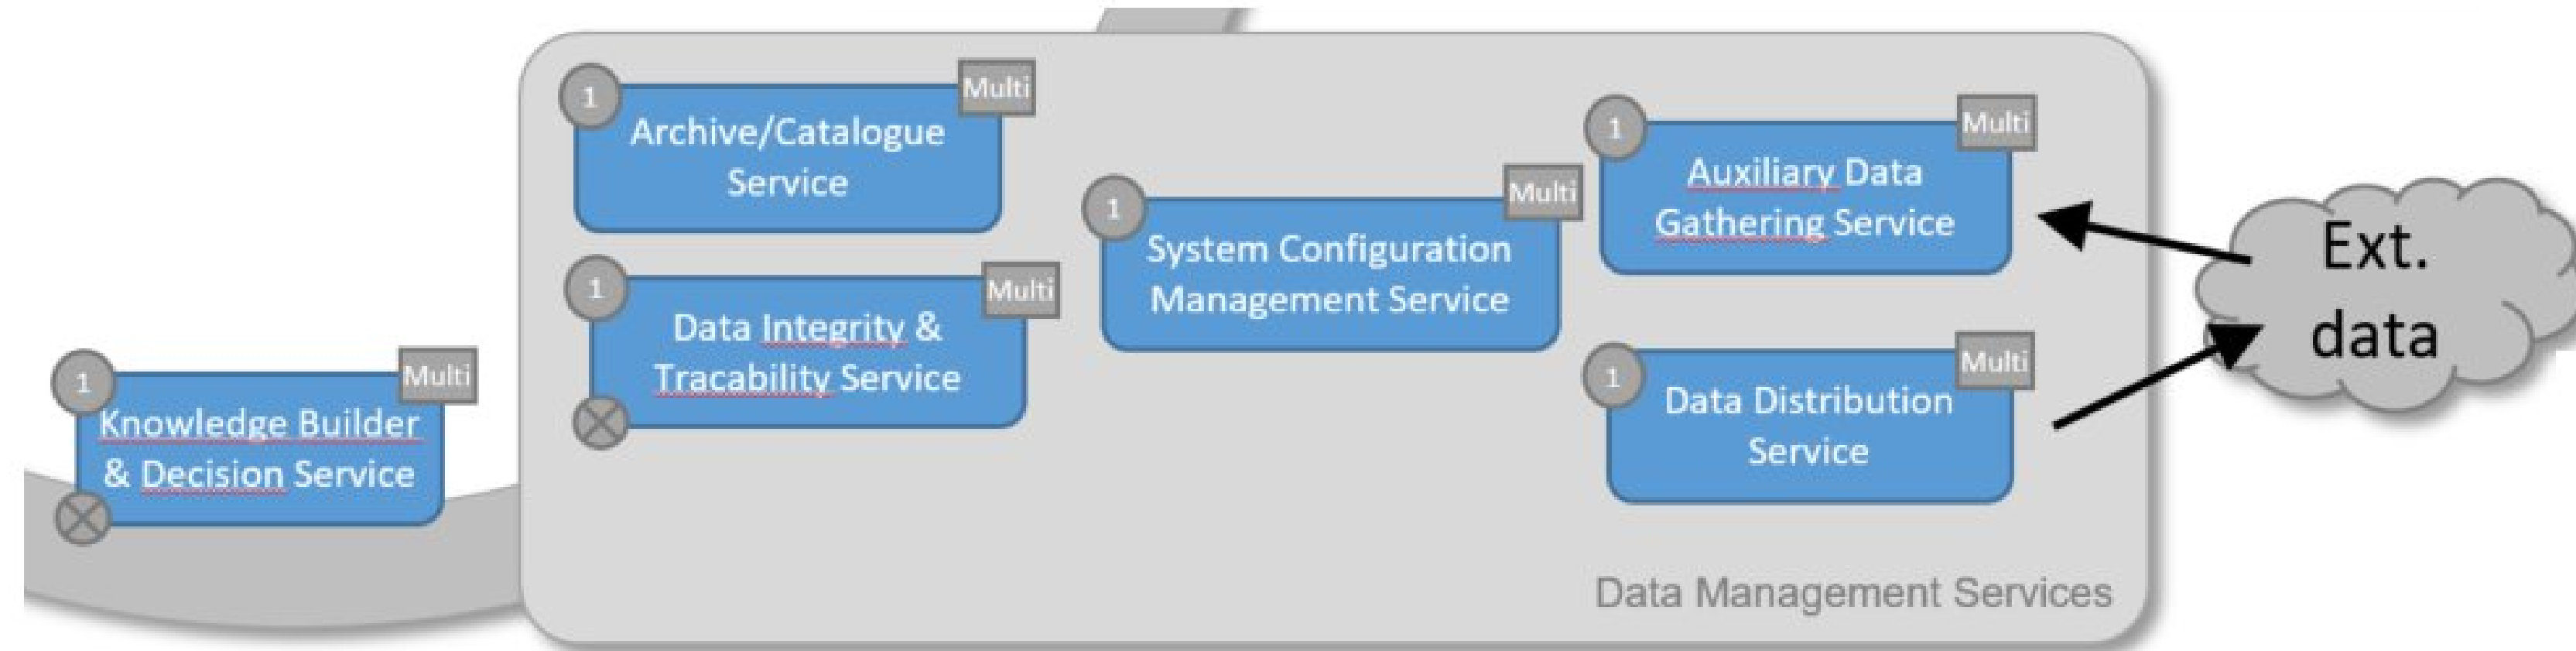 1
Multi
Archive/Catalogue
Service
1
Multi
Data Integrity &
Tracability Service
1
Multi
System Configuration
Management Service
1
Multi
Auxiliary Data
Gathering Service
1
Multi
Data Distribution
Service
Ext.
data
1
Multi
Knowledge Builder
& Decision Service
Data Management Services